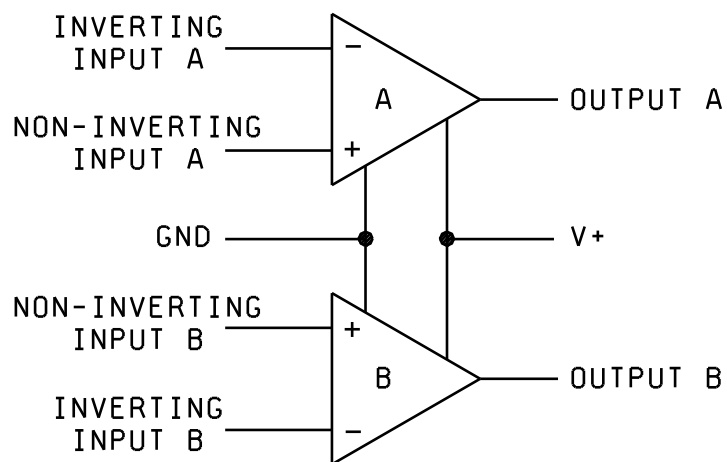 INVERTING
INPUT A
−
A
OUTPUT A
NON-INVERTING
INPUT A
+
GND
V+
NON-INVERTING
INPUT B
+
B
OUTPUT B
INVERTING
INPUT B
−